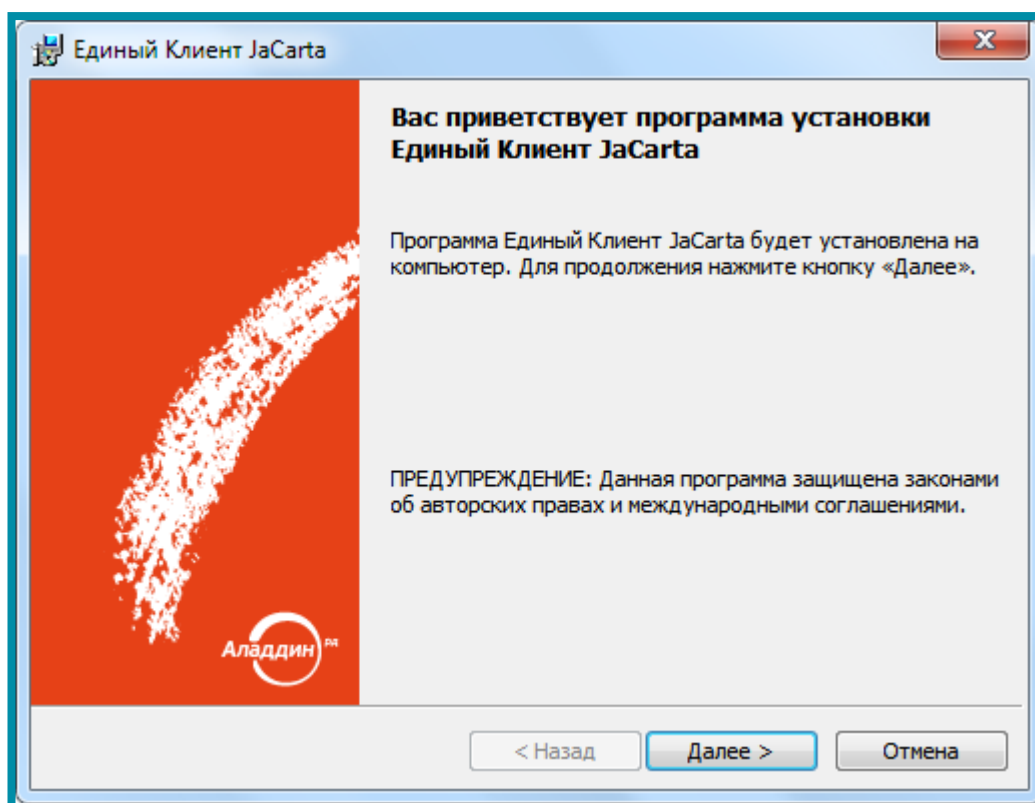 Единый Клиент JaCarta
Вас приветствует программа установки
Единый Клиент JaCarta
Программа Единый Клиент JaCarta будет установлена на
компьютер. Для продолжения нажмите кнопку «Далее».
ПРЕДУПРЕЖДЕНИЕ: Данная программа защищена законами
об авторских правах и международными соглашениями.
Аладдин РД
< Назад
Далее >
Отмена